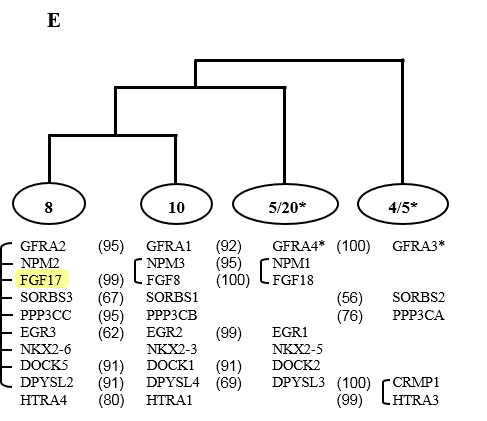 E
8 10 5/20* 4/5*
GFRA2 (95) GFRA1 (92) GFRA4* (100) GFRA3*
NPM2 NPM3 (95) NPM1
FGF17 (99) FGF8 (100) FGF18
SORBS3 (67) SORBS1 (56) SORBS2
PPP3CC (95) PPP3CB (76) PPP3CA
EGR3 (62) EGR2 (99) EGR1
NKX2-6 NKX2-3 NKX2-5
DOCK5 (91) DOCK1 (91) DOCK2
DPYSL2 (91) DPYSL4 (69) DPYSL3 (100) CRMP1
HTRA4 (80) HTRA1 (99) HTRA3